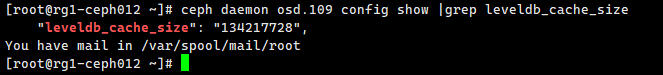 [root@rg1-ceph012 ~]# ceph daemon osd.109 config show |grep leveldb_cache_size
    "leveldb_cache_size": "134217728",
You have mail in /var/spool/mail/root
[root@rg1-ceph012 ~]#